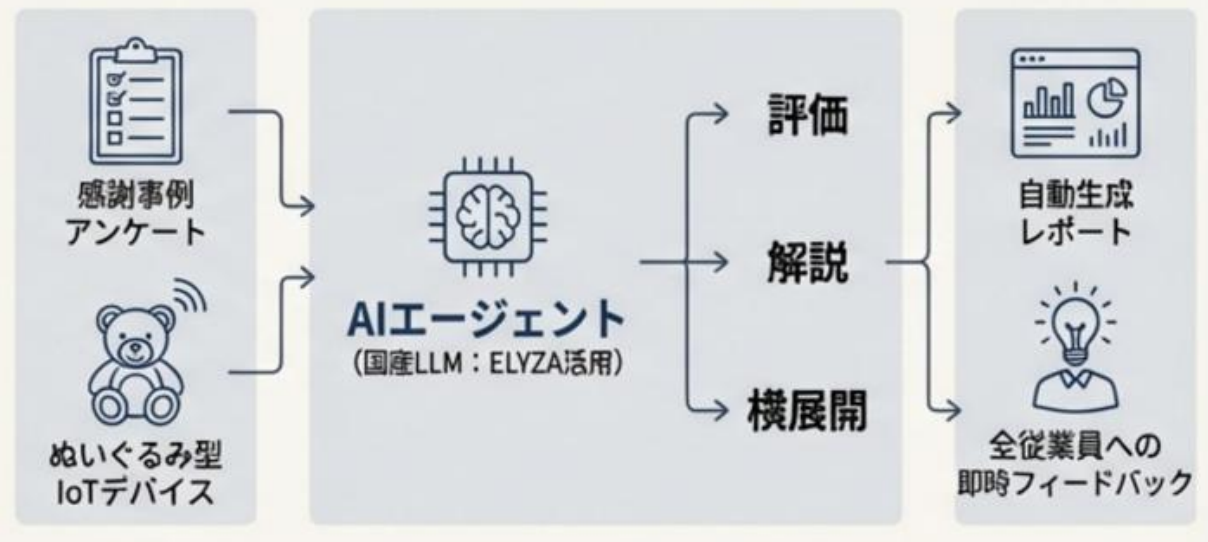 感謝事例
アンケート
ぬいぐるみ型
IoTデバイス
AIエージェント
（国産LLM：ELYZA活用）
評価
解説
横展開
自動生成
レポート
全従業員への
即時フィードバック